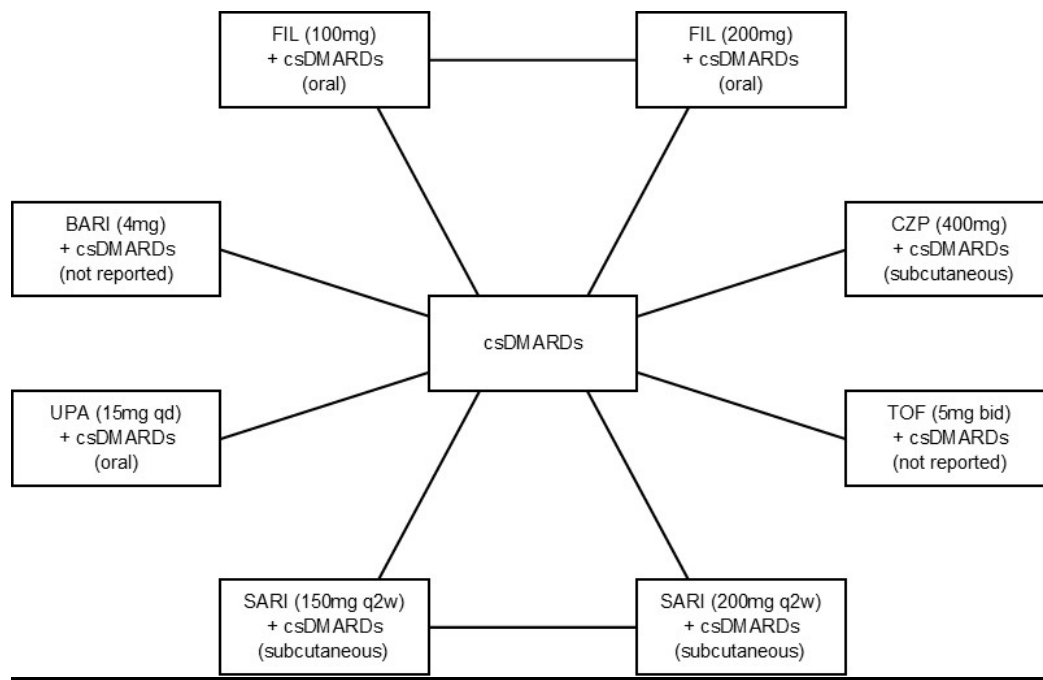 FIL (100mg)
+ csDMARDs
(oral)
FIL (200mg)
+ csDMARDs
(oral)
BARI (4mg)
+ csDMARDs
(not reported)
CZP (400mg)
+ csDMARDs
(subcutaneous)
csDMARDs
UPA (15mg qd)
+ csDMARDs
(oral)
TOF (5mg bid)
+ csDMARDs
(not reported)
SARI (150mg q2w)
+ csDMARDs
(subcutaneous)
SARI (200mg q2w)
+ csDMARDs
(subcutaneous)